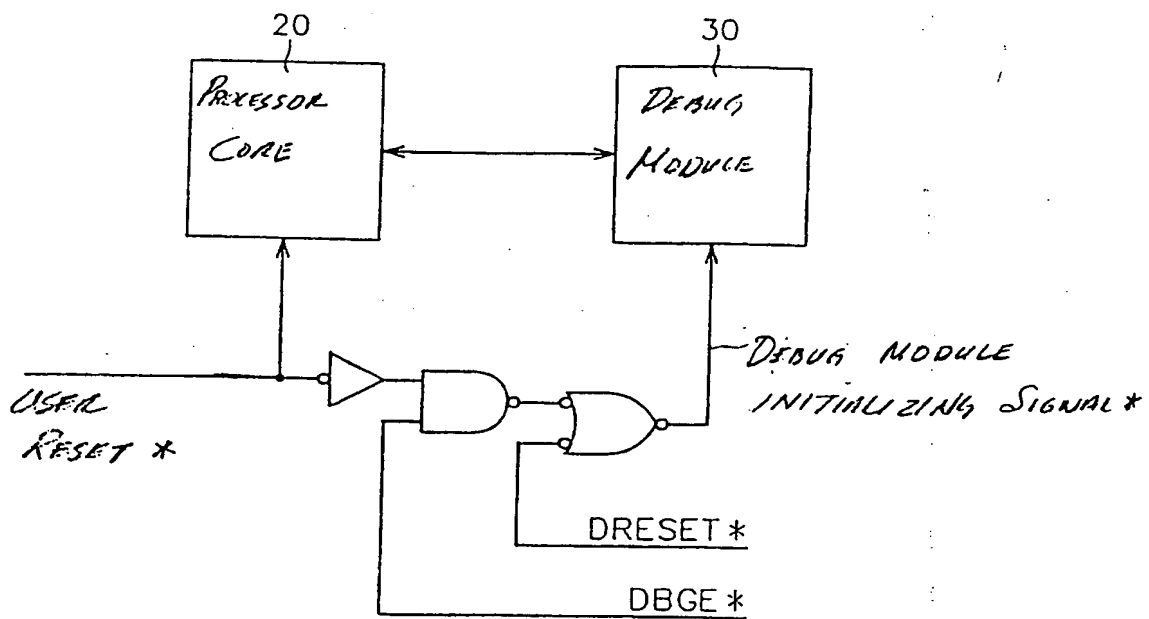 20
30
PROCESSOR
CORE
DEBUG
MODULE
DEBUG MODULE
INITIALIZING SIGNAL*
USER
RESET *
DRESET*
DBGE*